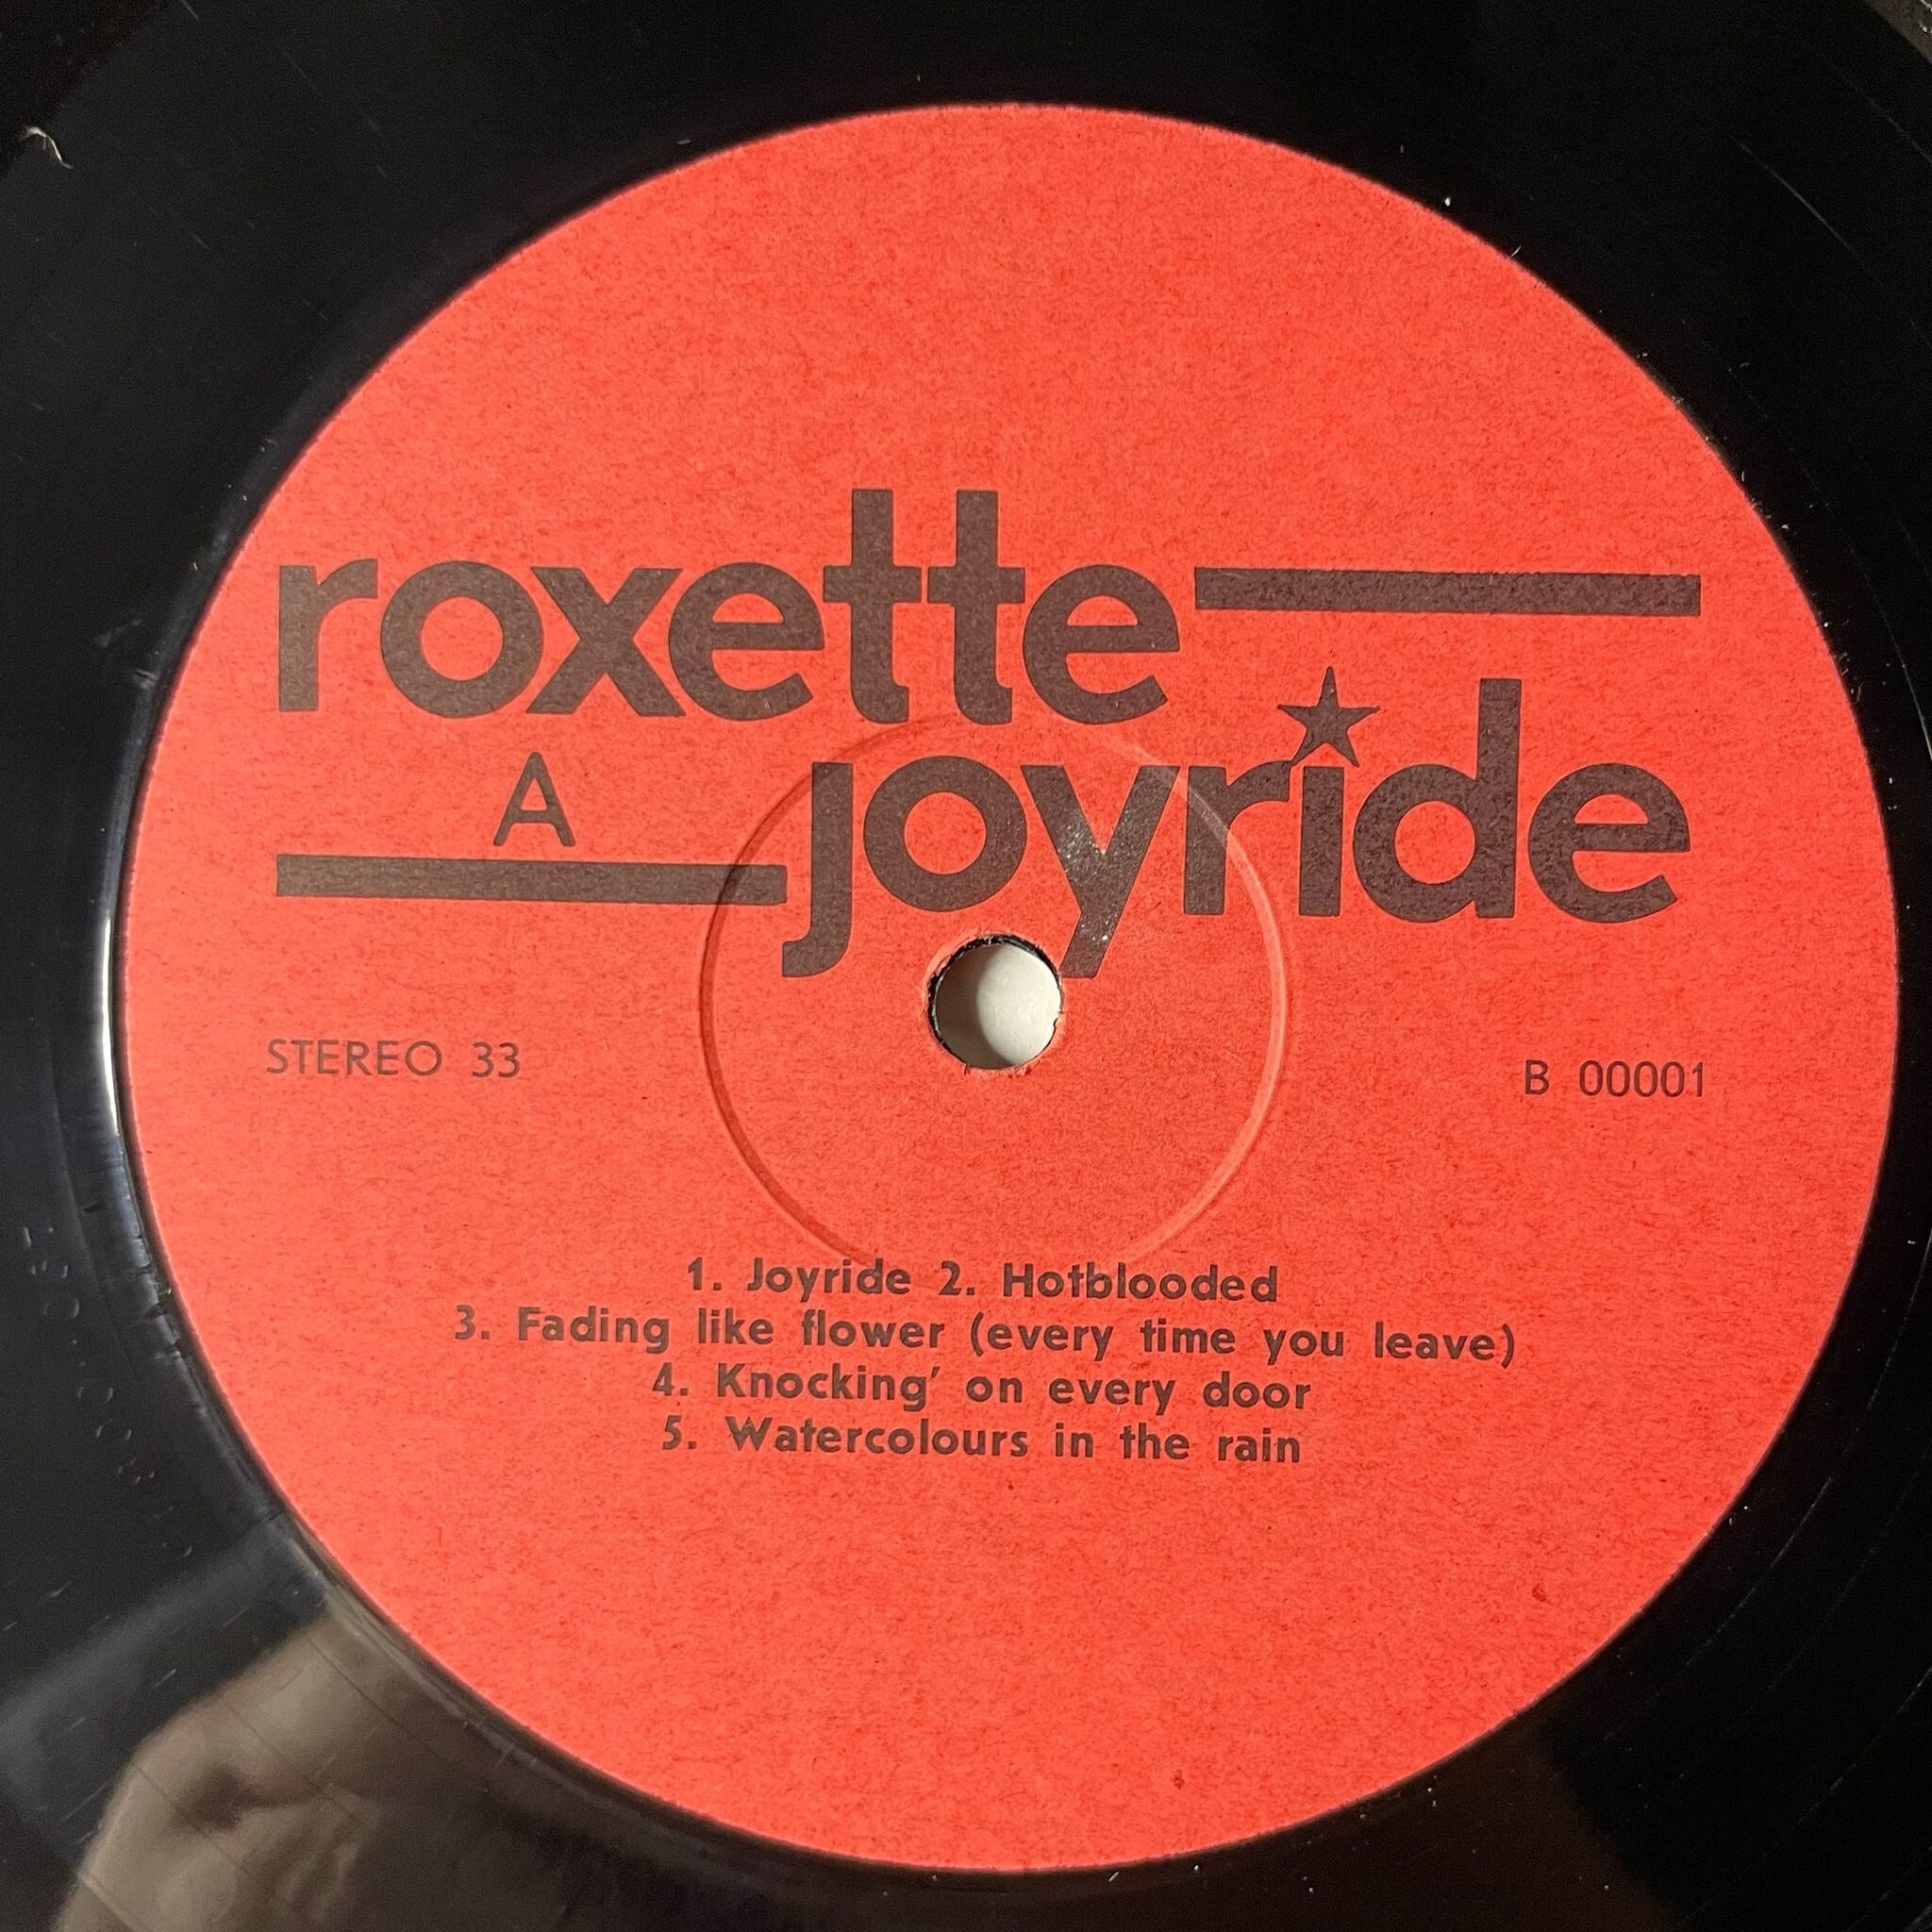 roxette
A joyride
STEREO 33
B 00001
1. Joyride 2. Hotblooded
3. Fading like flower (every time you leave)
4. Knocking' on every door
5. Watercolours in the rain